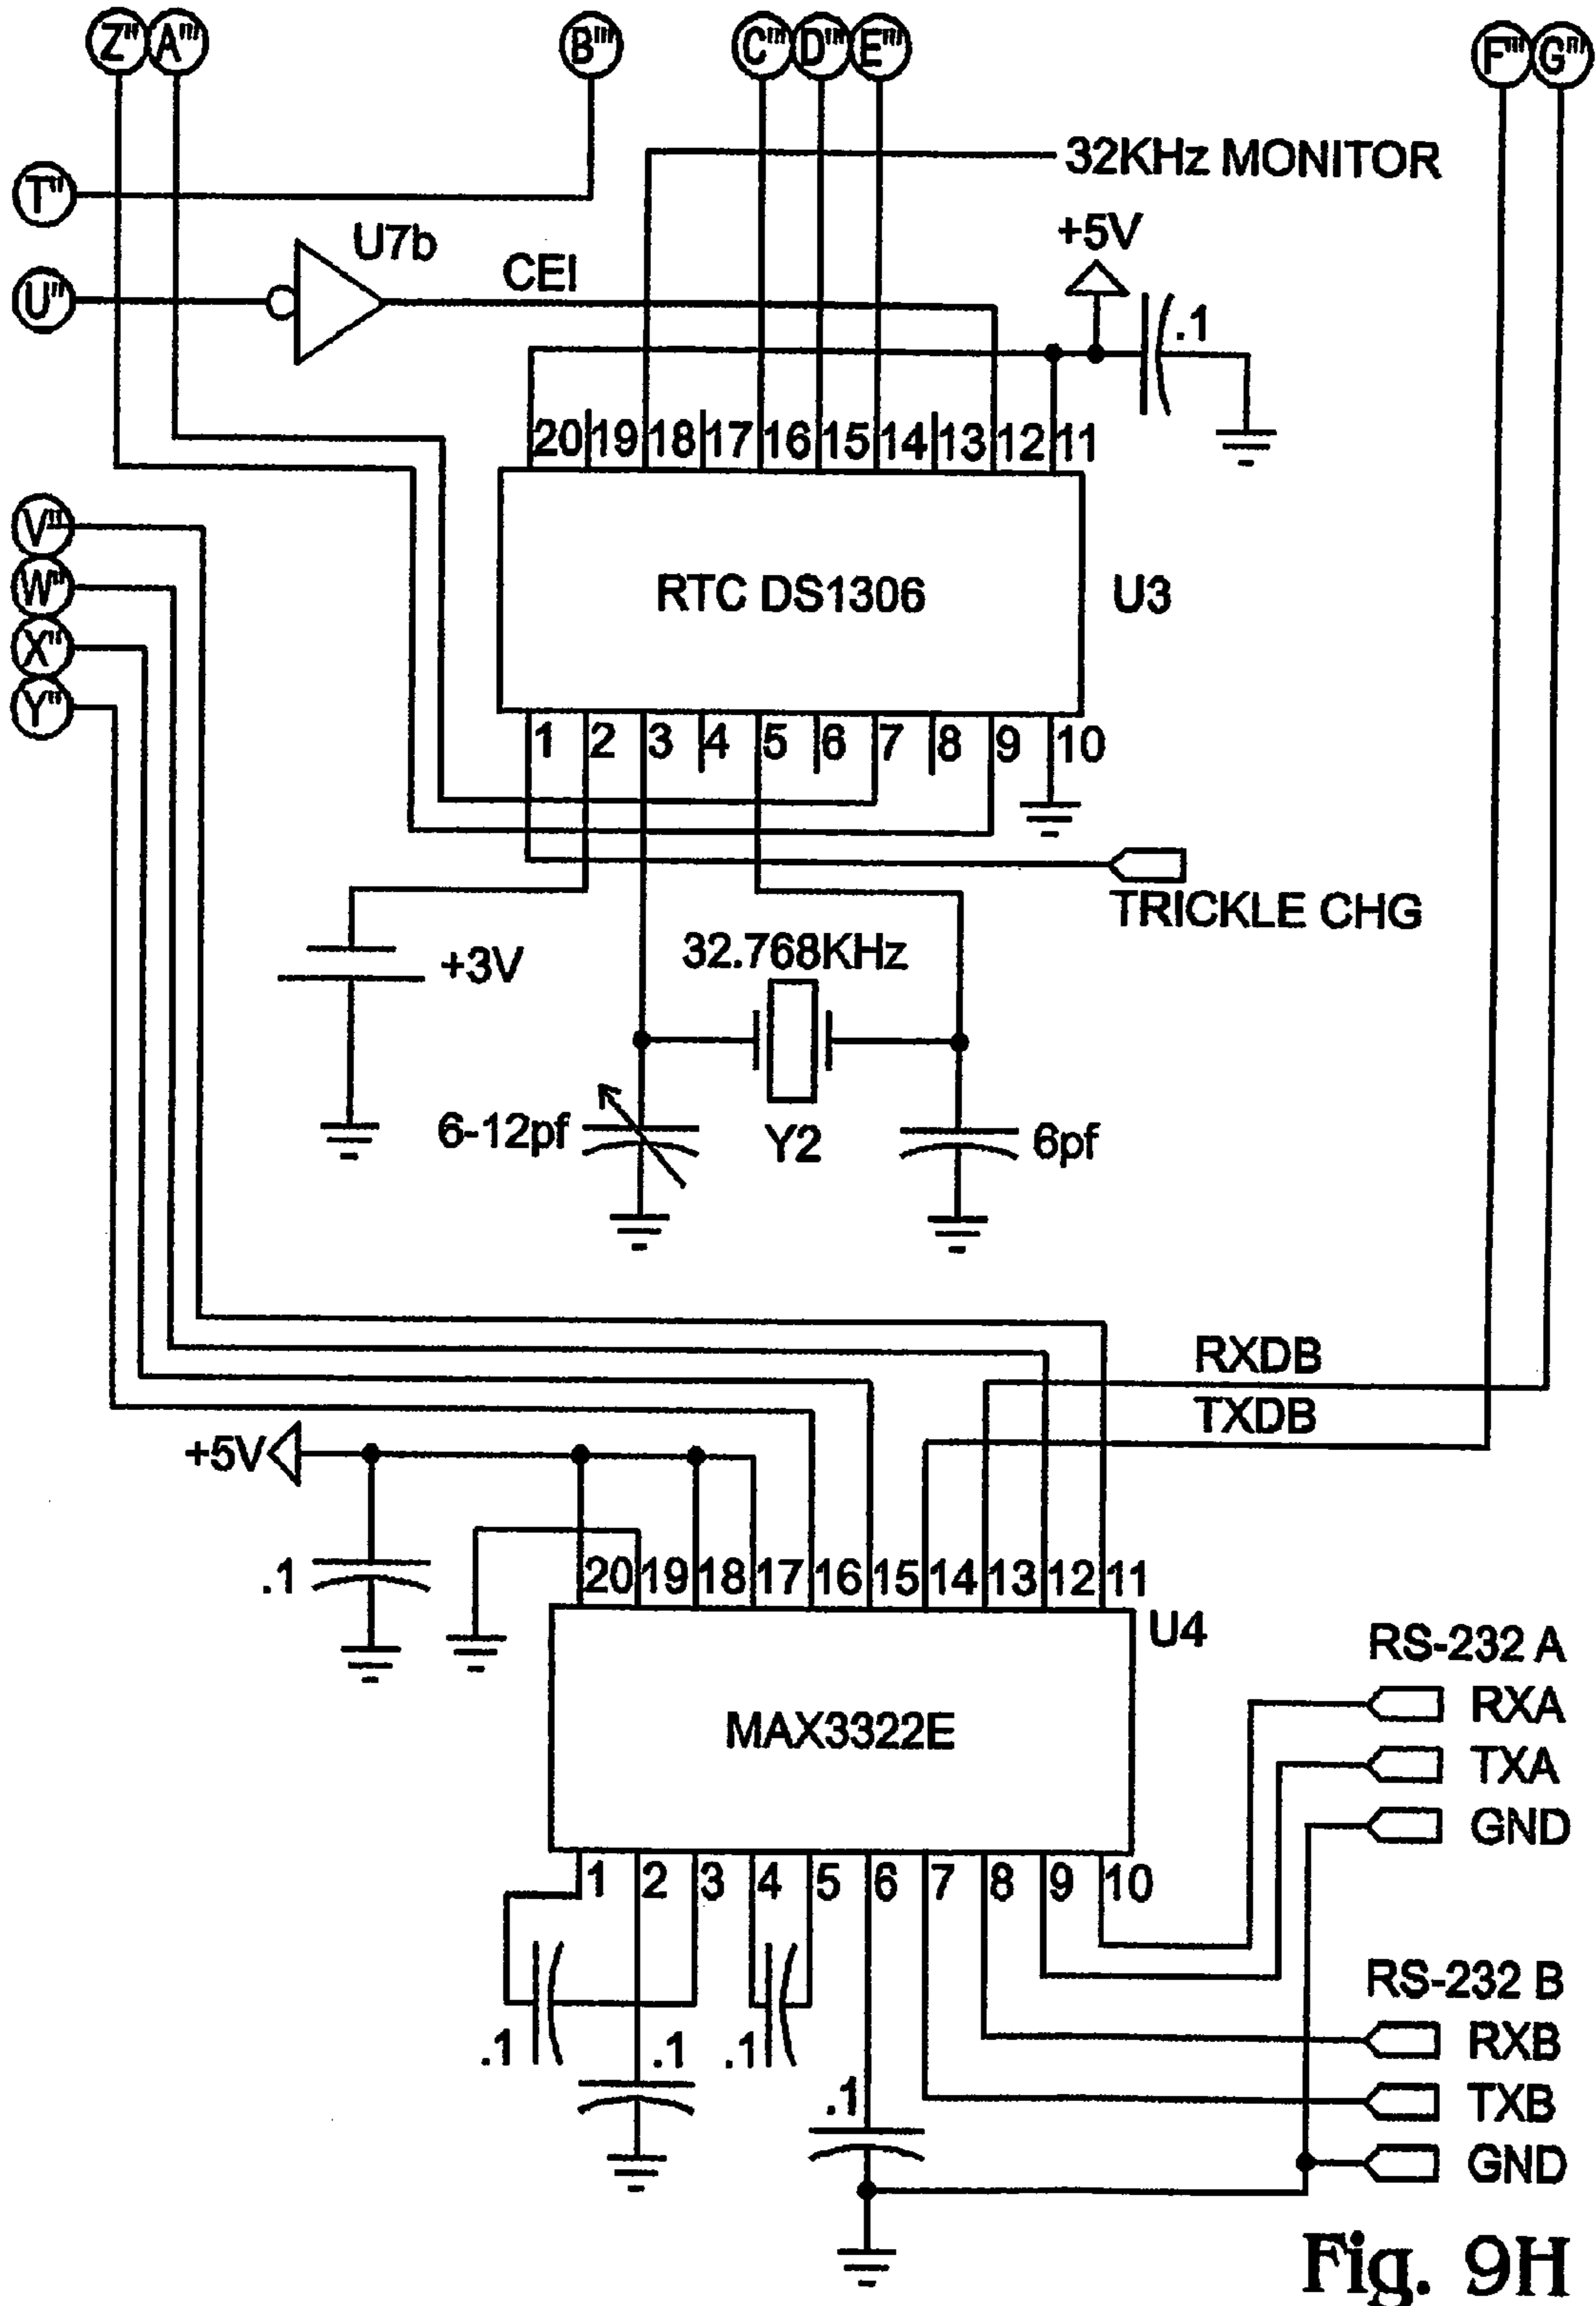 Z" A''' B''' C''' D''' E''' F''' G'''
32KHz MONITOR
T"
+5V
U7b
U" CEI .1
20 19 18 17 16 15 14 13 12 11
V"
W" RTC DS1306 U3
X"
Y"
1 2 3 4 5 6 7 8 9 10
TRICKLE CHG
+3V 32.768KHz
6-12pf Y2 6pf
RXDB
TXDB
+5V
.1 20 19 18 17 16 15 14 13 12 11
U4
RS-232 A
RXA
MAX3322E
TXA
GND
1 2 3 4 5 6 7 8 9 10
RS-232 B
.1 .1 .1 RXB
.1 TXB
GND
Fig. 9H